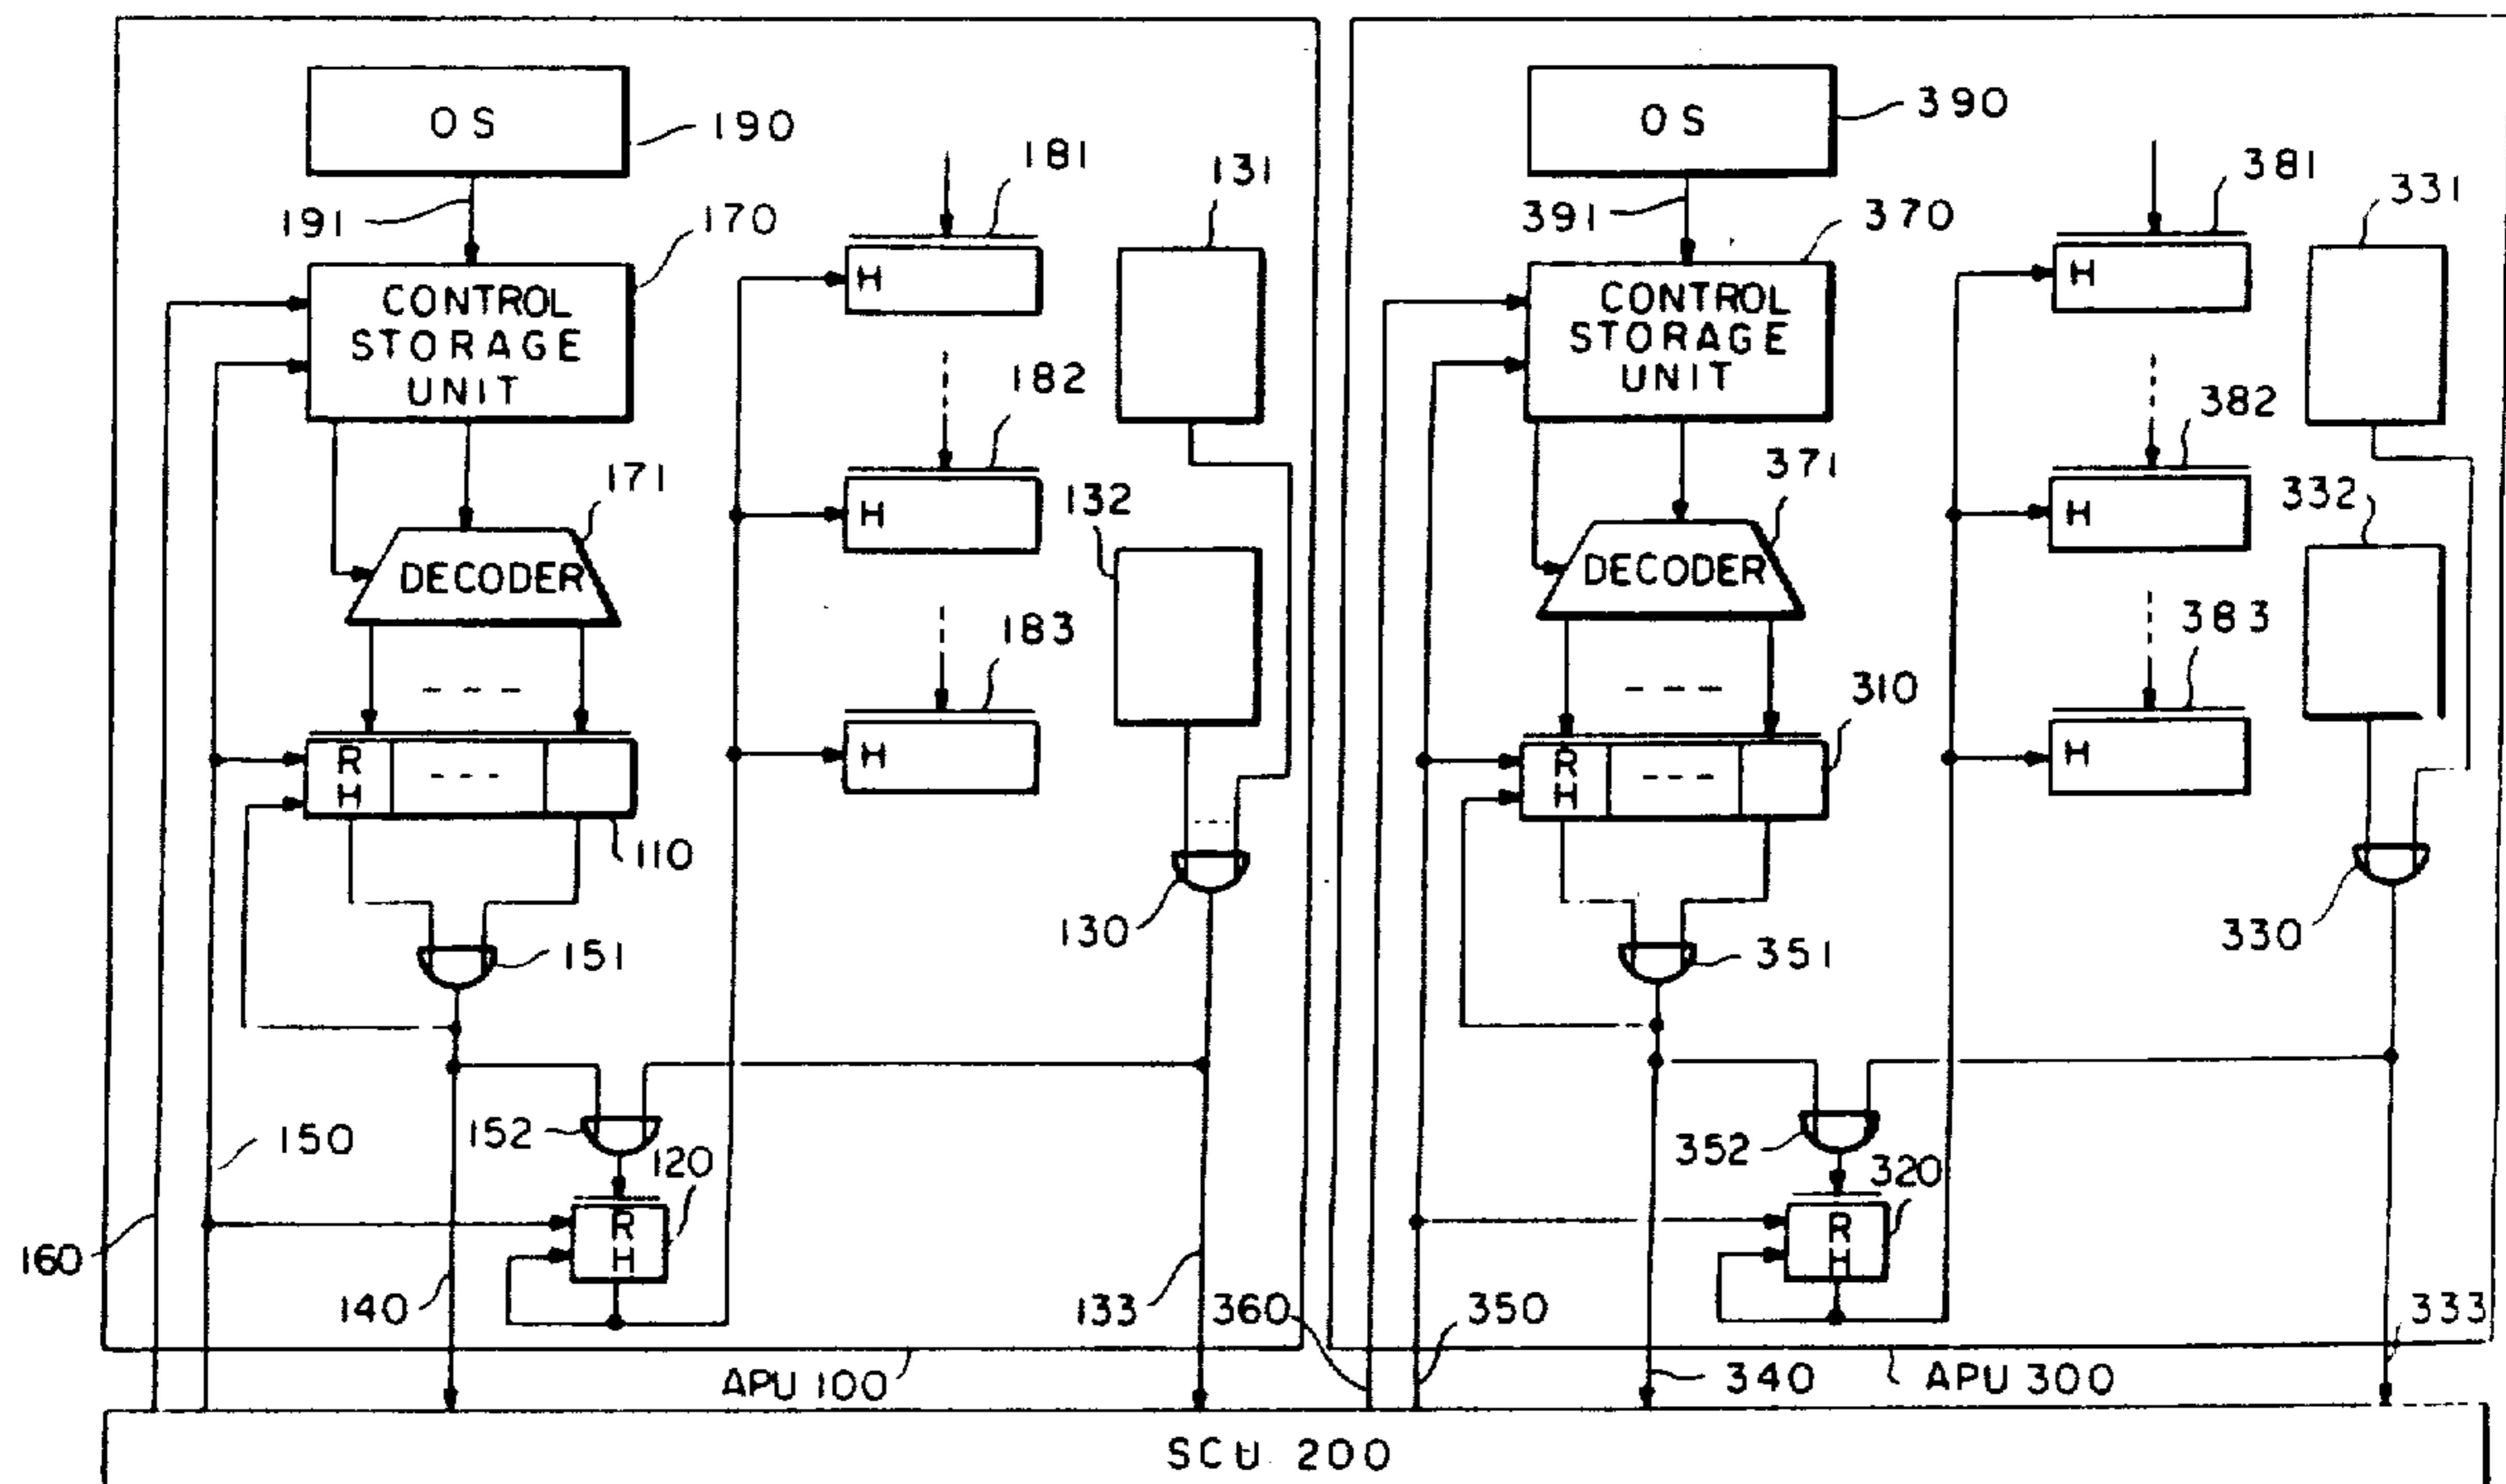 OS
190
191
170
CONTROL
STORAGE
UNIT
181
131
H
182
H
171
DECODER
132
183
H
- - -
R
H
- - -
110
130
151
152
120
150
R
H
160
140
133
APU 100
OS
390
391
370
CONTROL
STORAGE
UNIT
381
331
H
382
H
371
DECODER
332
383
H
- - -
310
R
H
- - -
330
351
352
320
R
H
360
350
340
333
APU 300
SCU 200